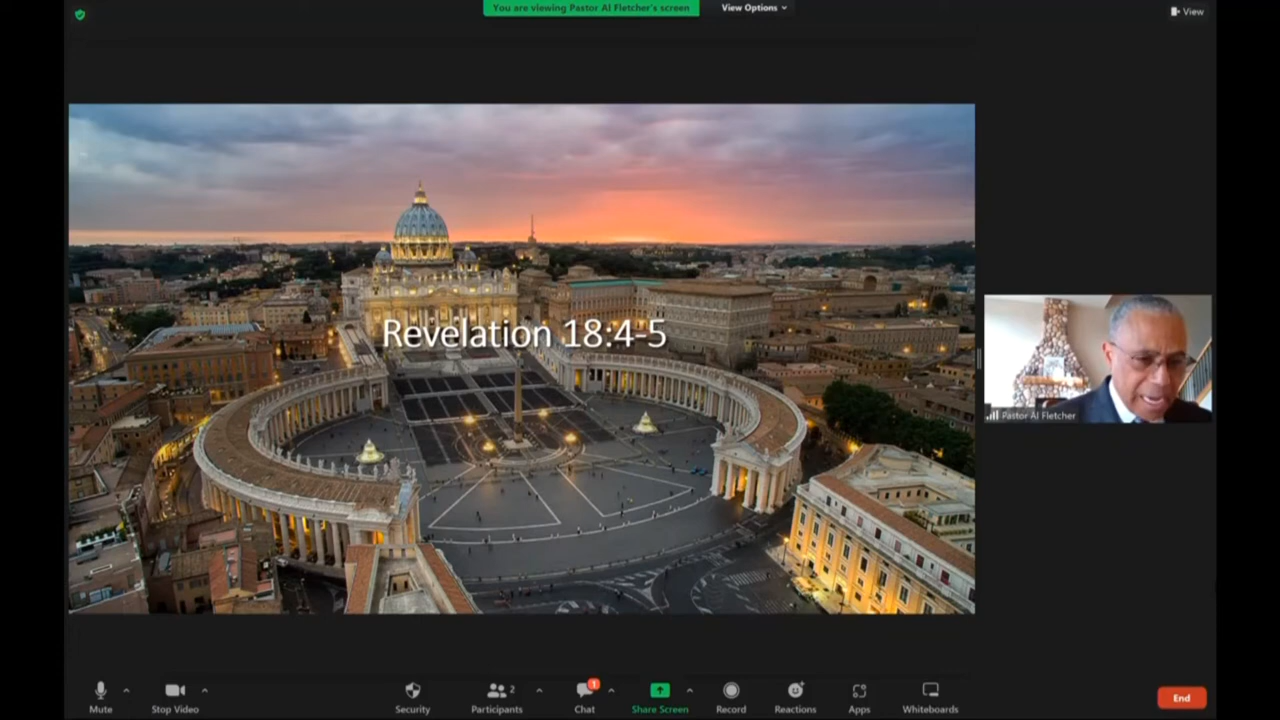 You are viewing Pastor Al Fletcher's screen
View Options
View
Revelation 18:4-5
Pastor Al Fletcher
Mute
Stop Video
Security
2
Participants
1
Chat
Share Screen
Record
Reactions
Apps
Whiteboards
End